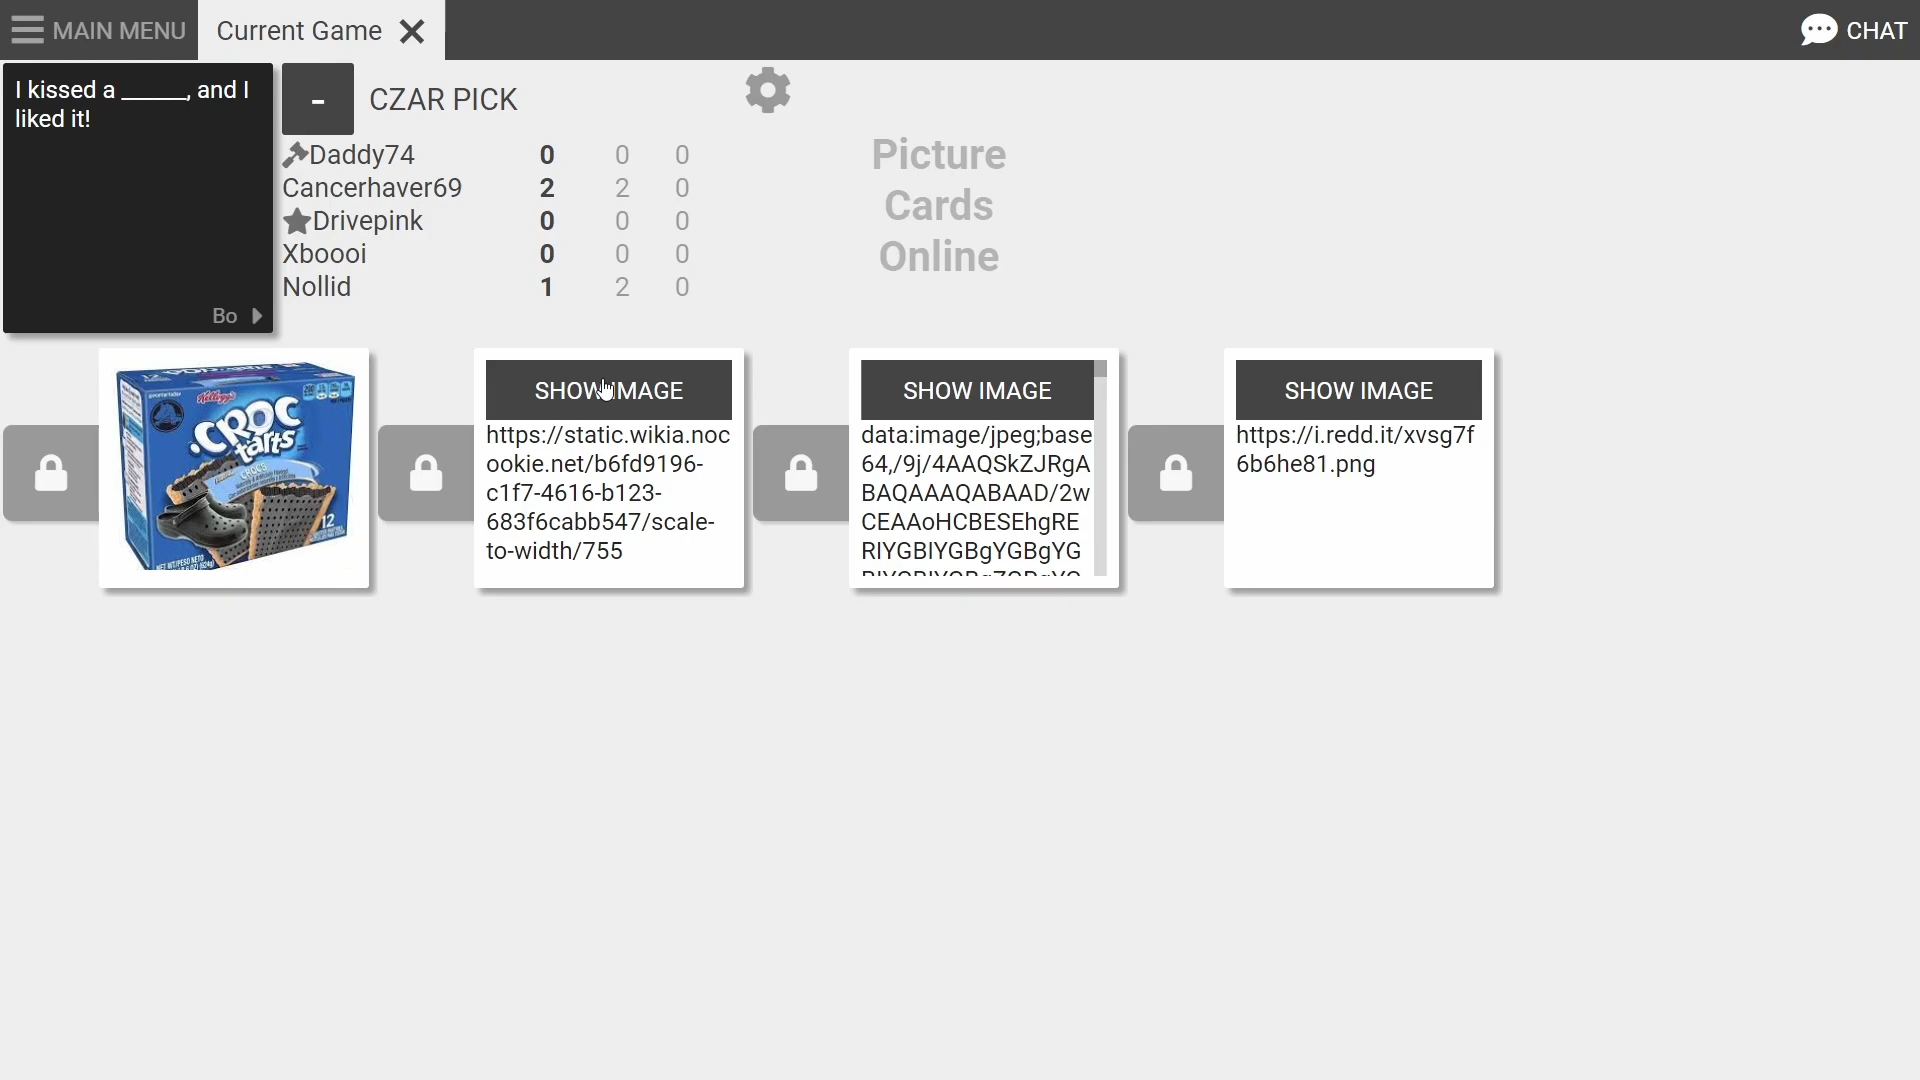 MAIN MENU
Current Game
CHAT
I kissed a ______, and I
liked it!
Bo
-
CZAR PICK
Daddy74 0 0 0
Cancerhaver69 2 2 0
Drivepink 0 0 0
Xboooi 0 0 0
Nollid 1 2 0
Picture
Cards
Online
Kellogg's
CROC
tarts
CROCS
12
SHOW IMAGE
https://static.wikia.noc
ookie.net/b6fd9196-
c1f7-4616-b123-
683f6cabb547/scale-
to-width/755
SHOW IMAGE
data:image/jpeg;base
64,/9j/4AAQSkZJRgA
BAQAAAQABAAD/2w
CEAAoHCBESEhgRE
RIYGBIYGBgYGBgYG
SHOW IMAGE
https://i.redd.it/xvsg7f
6b6he81.png